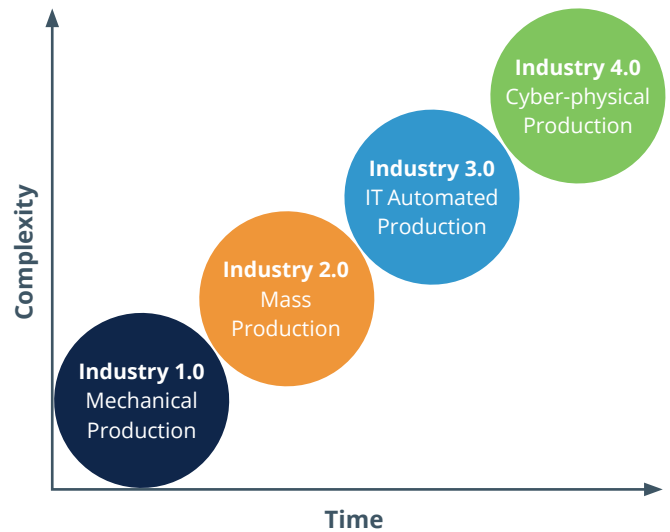 Industry 4.0
Cyber-physical
Production
Industry 3.0
IT Automated
Production
Industry 2.0
Mass
Production
Industry 1.0
Mechanical
Production
Complexity
Time